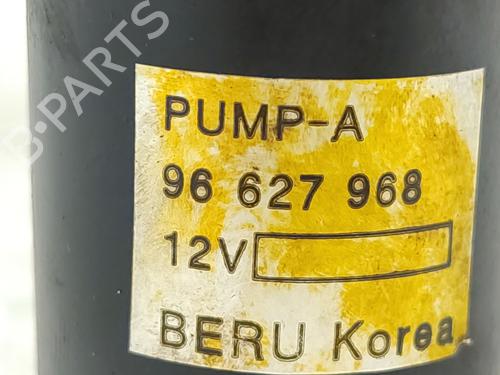 B-PARTS
PUMP-A
96 627 968
12V
BERU Korea